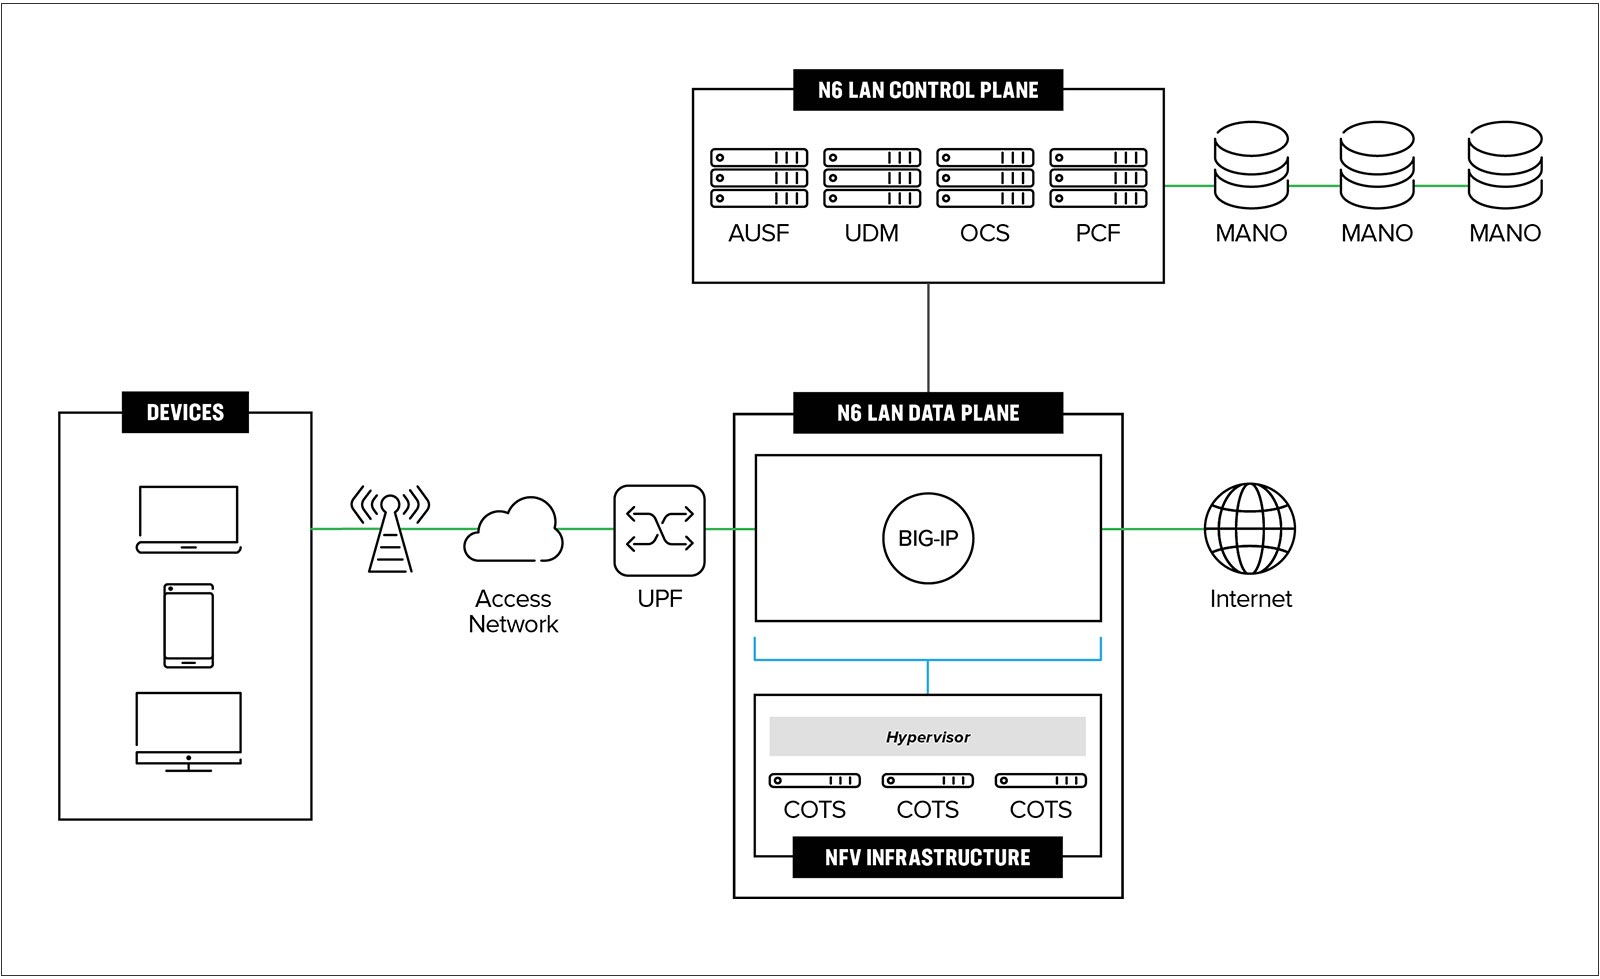 N6 LAN CONTROL PLANE
AUSF
UDM
OCS
PCF
MANO
MANO
MANO
DEVICES
N6 LAN DATA PLANE
BIG-IP
Access
Network
UPF
Internet
Hypervisor
COTS
COTS
COTS
NFV INFRASTRUCTURE